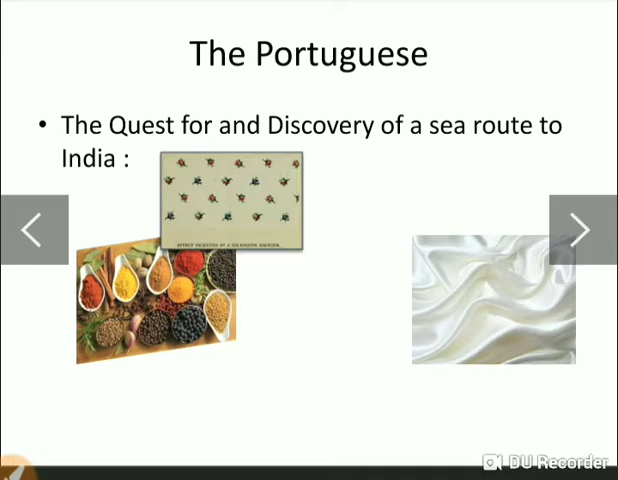 The Portuguese
• The Quest for and Discovery of a sea route to
India :
DU Recorder